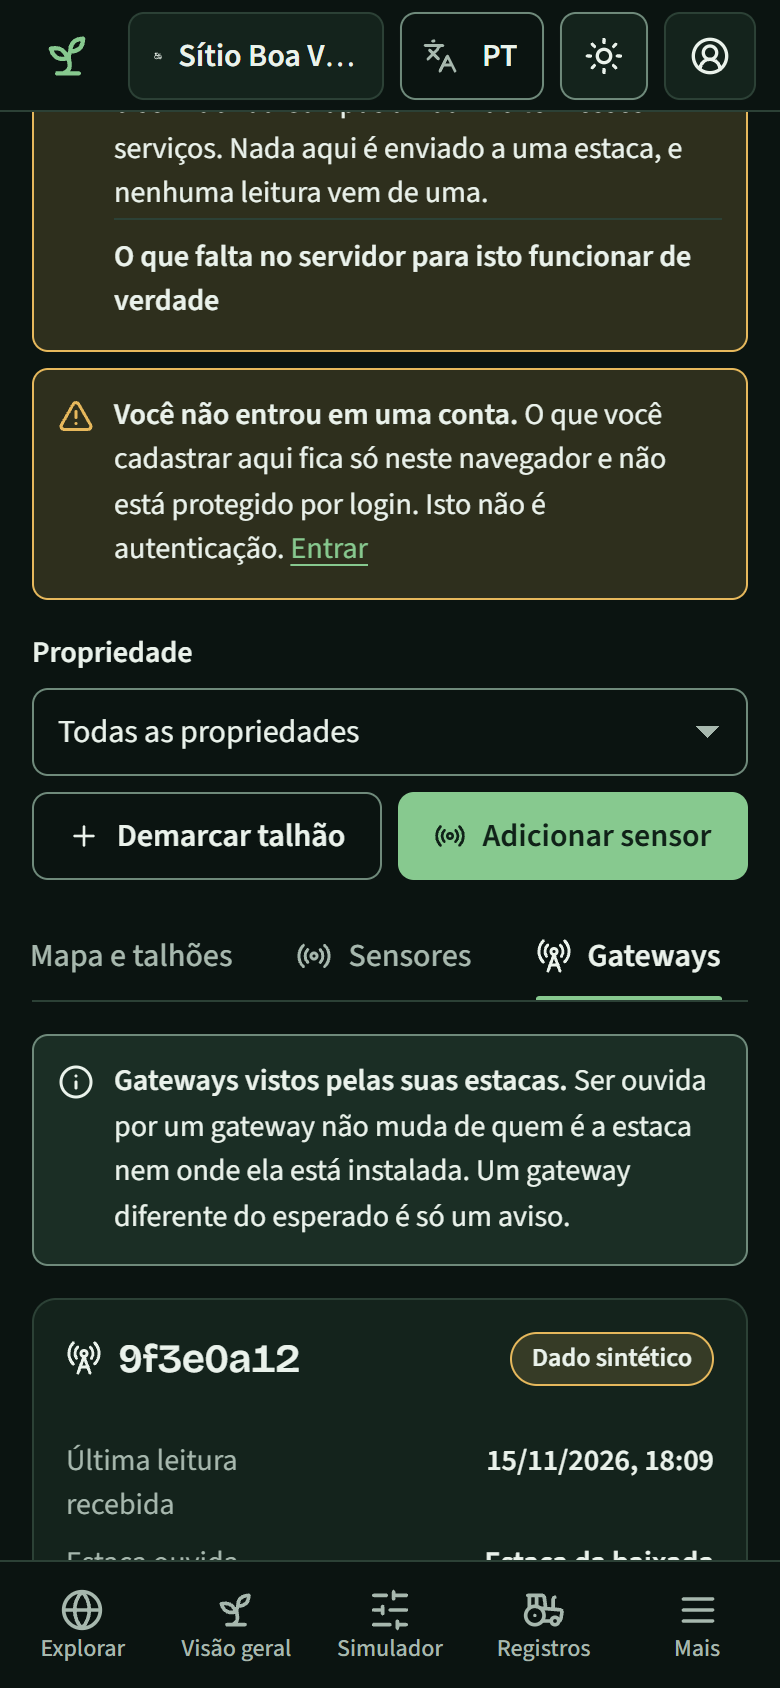 Sítio Boa V...
PT
serviços. Nada aqui é enviado a uma estaca, e
nenhuma leitura vem de uma.
O que falta no servidor para isto funcionar de
verdade
Você não entrou em uma conta. O que você
cadastrar aqui fica só neste navegador e não
está protegido por login. Isto não é
autenticação. Entrar
Propriedade
Todas as propriedades
Demarcar talhão
Adicionar sensor
Mapa e talhões
Sensores
Gateways
Gateways vistos pelas suas estacas. Ser ouvida
por um gateway não muda de quem é a estaca
nem onde ela está instalada. Um gateway
diferente do esperado é só um aviso.
9f3e0a12
Dado sintético
Última leitura
recebida
15/11/2026, 18:09
Estaca ouvida
Estaca da baixada
Explorar
Visão geral
Simulador
Registros
Mais